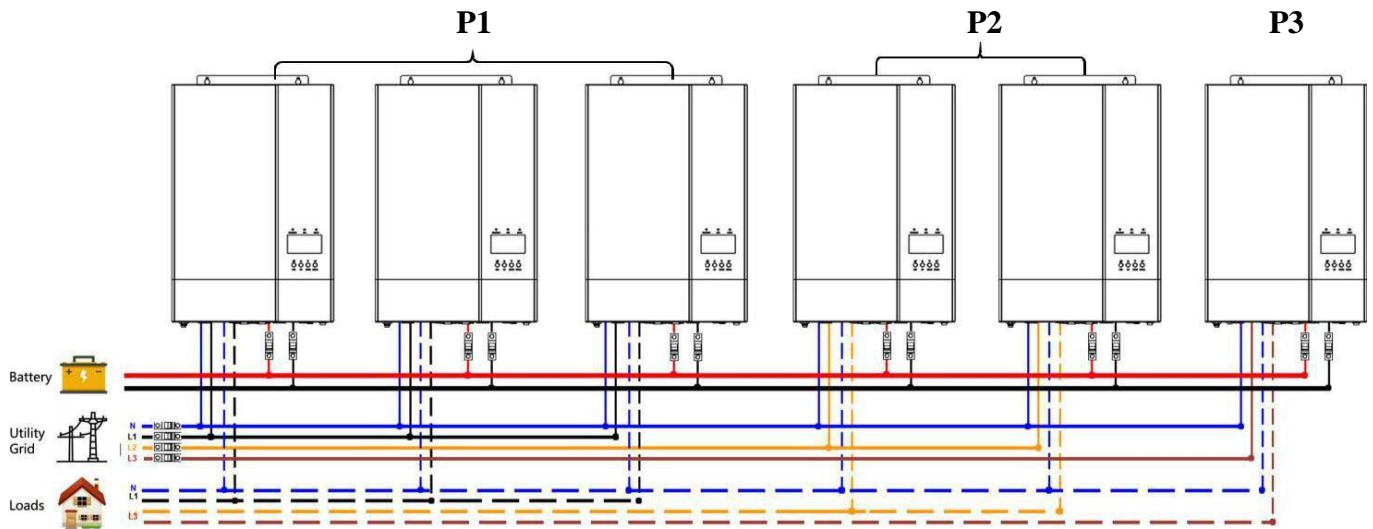 P1 P2 P3
Battery
+ -
Utility
Grid
N
L1
L2
L3
Loads
N
L1
L3